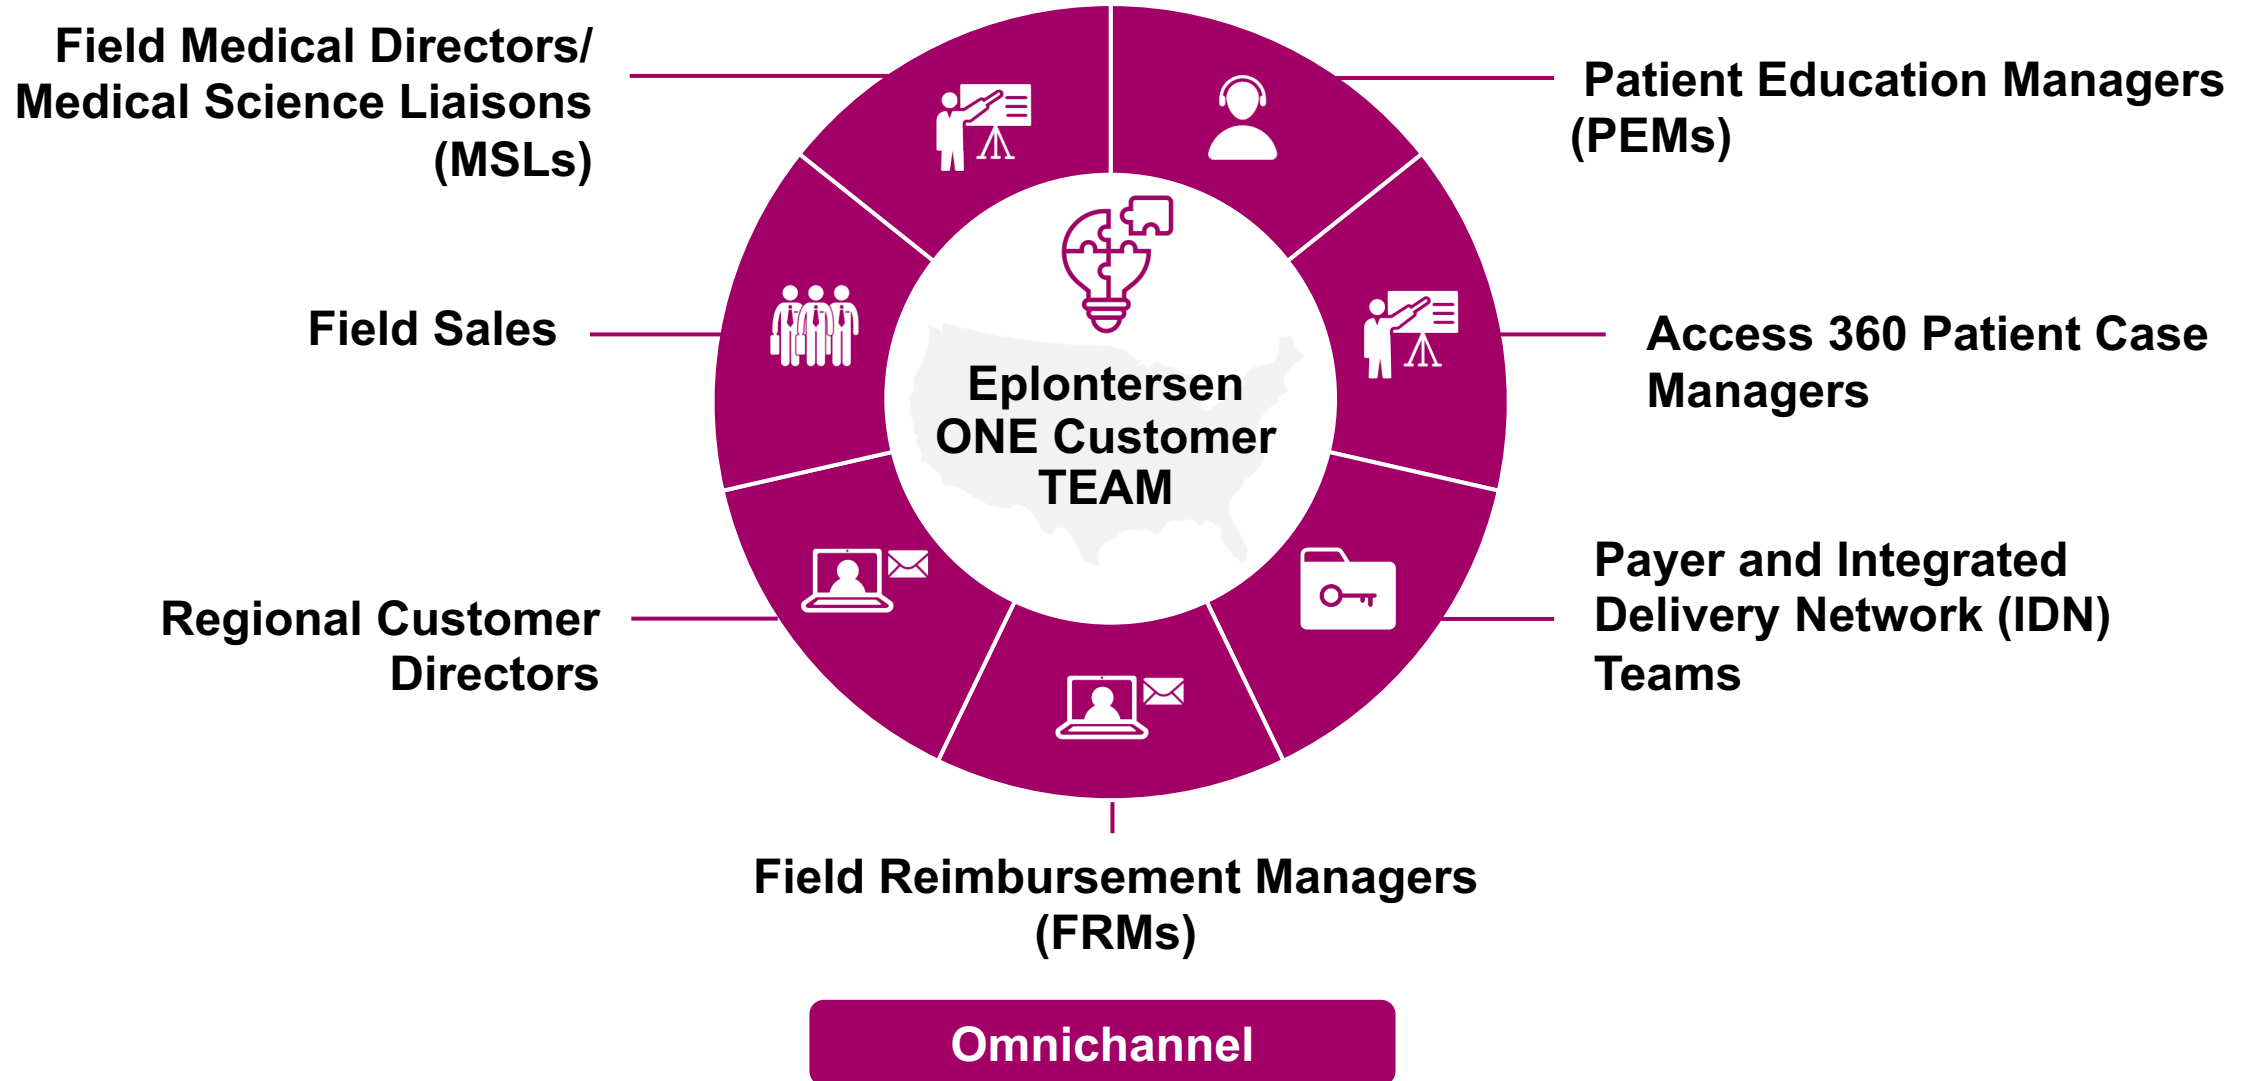 Field Medical Directors/
Medical Science Liaisons
(MSLs)
Patient Education Managers
(PEMs)
Field Sales
Access 360 Patient Case
Managers
Eplontersen
ONE Customer
TEAM
Regional Customer
Directors
Payer and Integrated
Delivery Network (IDN)
Teams
Field Reimbursement Managers
(FRMs)
Omnichannel